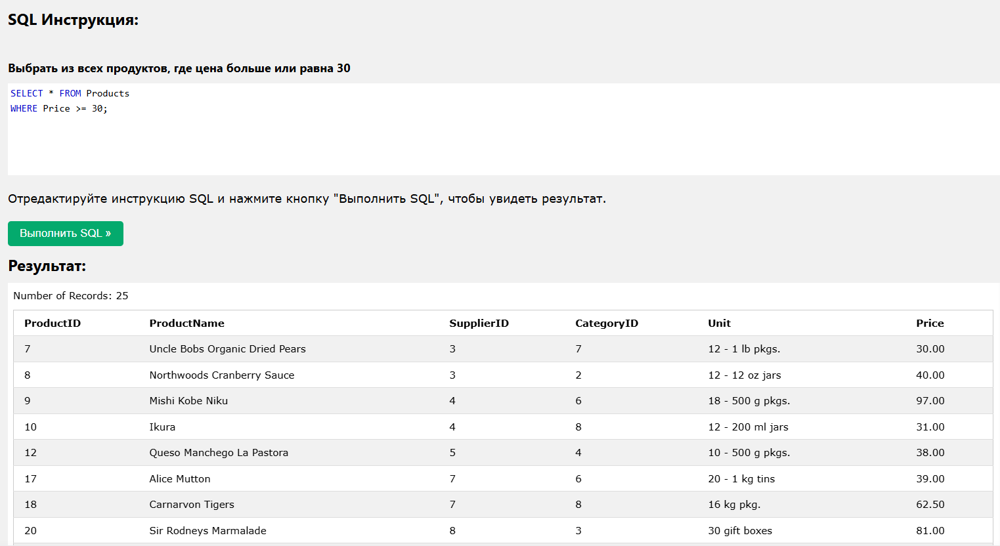 SQL Инструкция:
Выбрать из всех продуктов, где цена больше или равна 30
SELECT * FROM Products
WHERE Price >= 30;
Отредактируйте инструкцию SQL и нажмите кнопку "Выполнить SQL", чтобы увидеть результат.
Выполнить SQL »
Результат:
Number of Records: 25
ProductID ProductName SupplierID CategoryID Unit Price
7 Uncle Bobs Organic Dried Pears 3 7 12 - 1 lb pkgs. 30.00
8 Northwoods Cranberry Sauce 3 2 12 - 12 oz jars 40.00
9 Mishi Kobe Niku 4 6 18 - 500 g pkgs. 97.00
10 Ikura 4 8 12 - 200 ml jars 31.00
12 Queso Manchego La Pastora 5 4 10 - 500 g pkgs. 38.00
17 Alice Mutton 7 6 20 - 1 kg tins 39.00
18 Carnarvon Tigers 7 8 16 kg pkg. 62.50
20 Sir Rodneys Marmalade 8 3 30 gift boxes 81.00